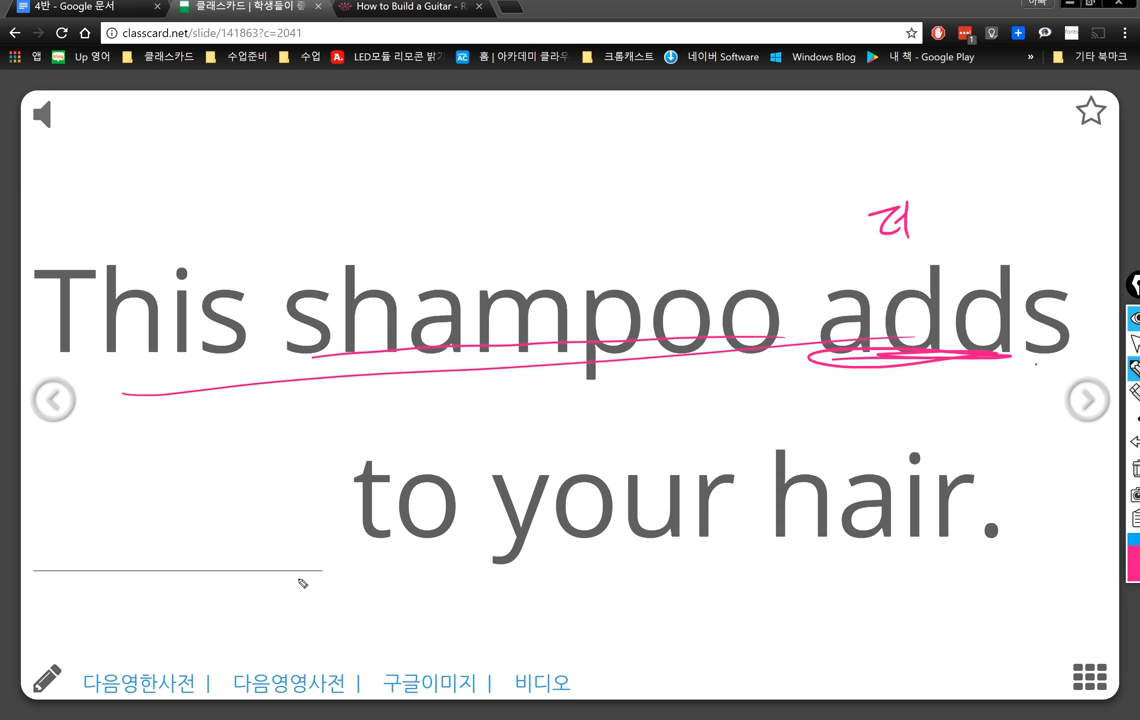 4반 - Google 문서
클래스카드 | 학생들이 좋
How to Build a Guitar - R
아빠
classcard.net/slide/141863?c=2041
앱
Up 영어
클래스카드
수업준비
수업
LED모듈 리모콘 밝기
홈 | 아카데미 클라우
크롬캐스트
네이버 Software
Windows Blog
내 책 - Google Play
»
기타 북마크
더
This shampoo adds
to your hair.
다음영한사전 | 다음영영사전 | 구글이미지 | 비디오